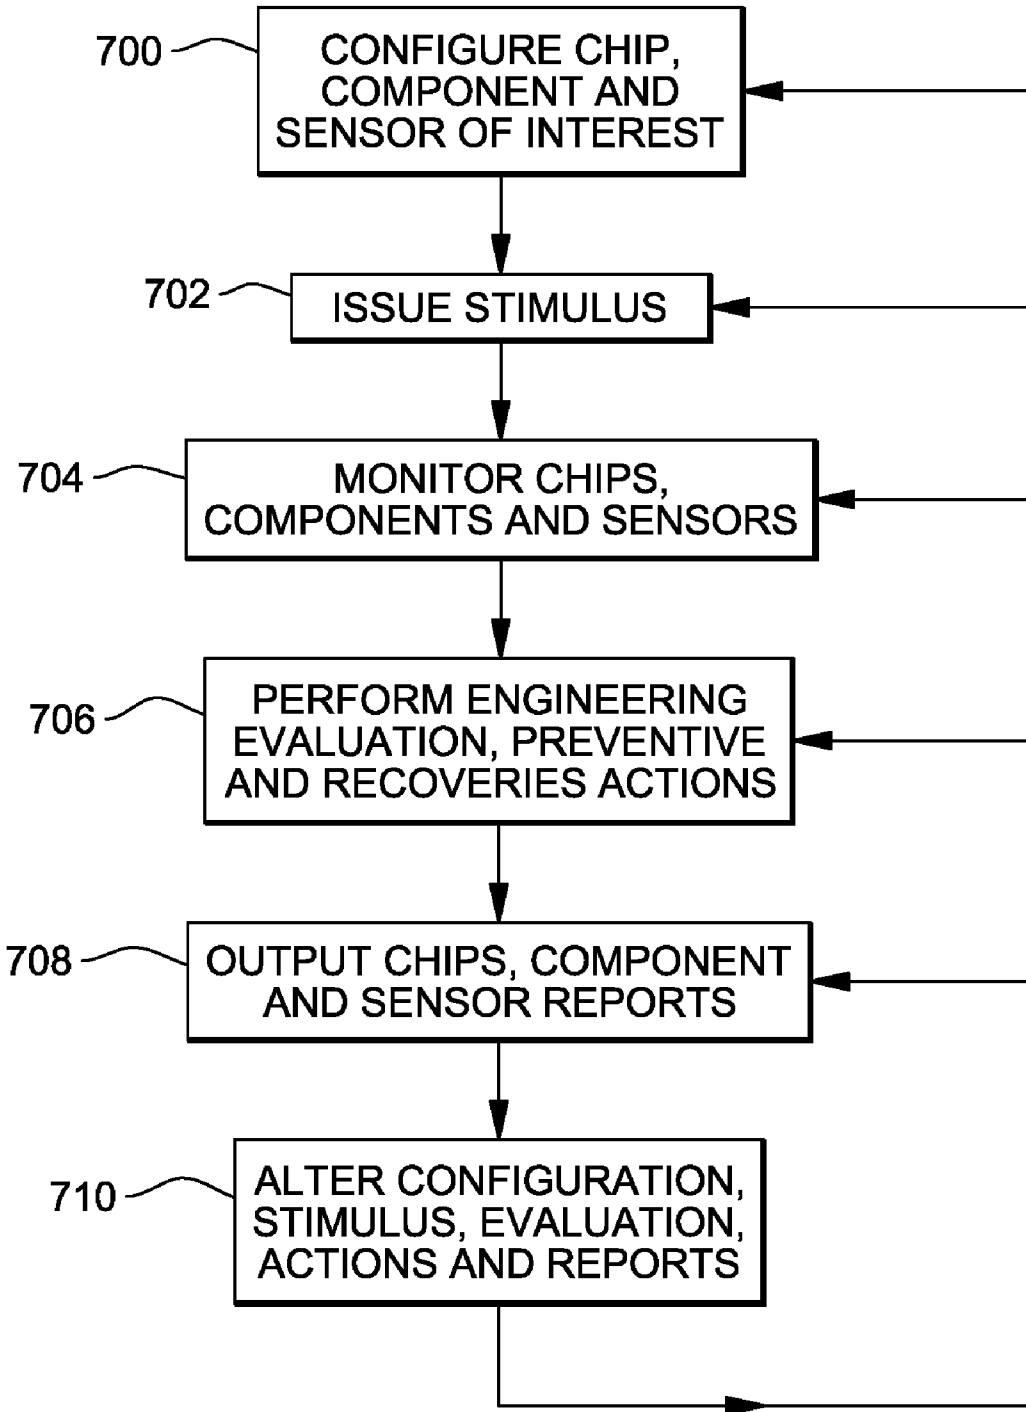 700
CONFIGURE CHIP,
COMPONENT AND
SENSOR OF INTEREST
702
ISSUE STIMULUS
704
MONITOR CHIPS,
COMPONENTS AND SENSORS
706
PERFORM ENGINEERING
EVALUATION, PREVENTIVE
AND RECOVERIES ACTIONS
708
OUTPUT CHIPS, COMPONENT
AND SENSOR REPORTS
710
ALTER CONFIGURATION,
STIMULUS, EVALUATION,
ACTIONS AND REPORTS